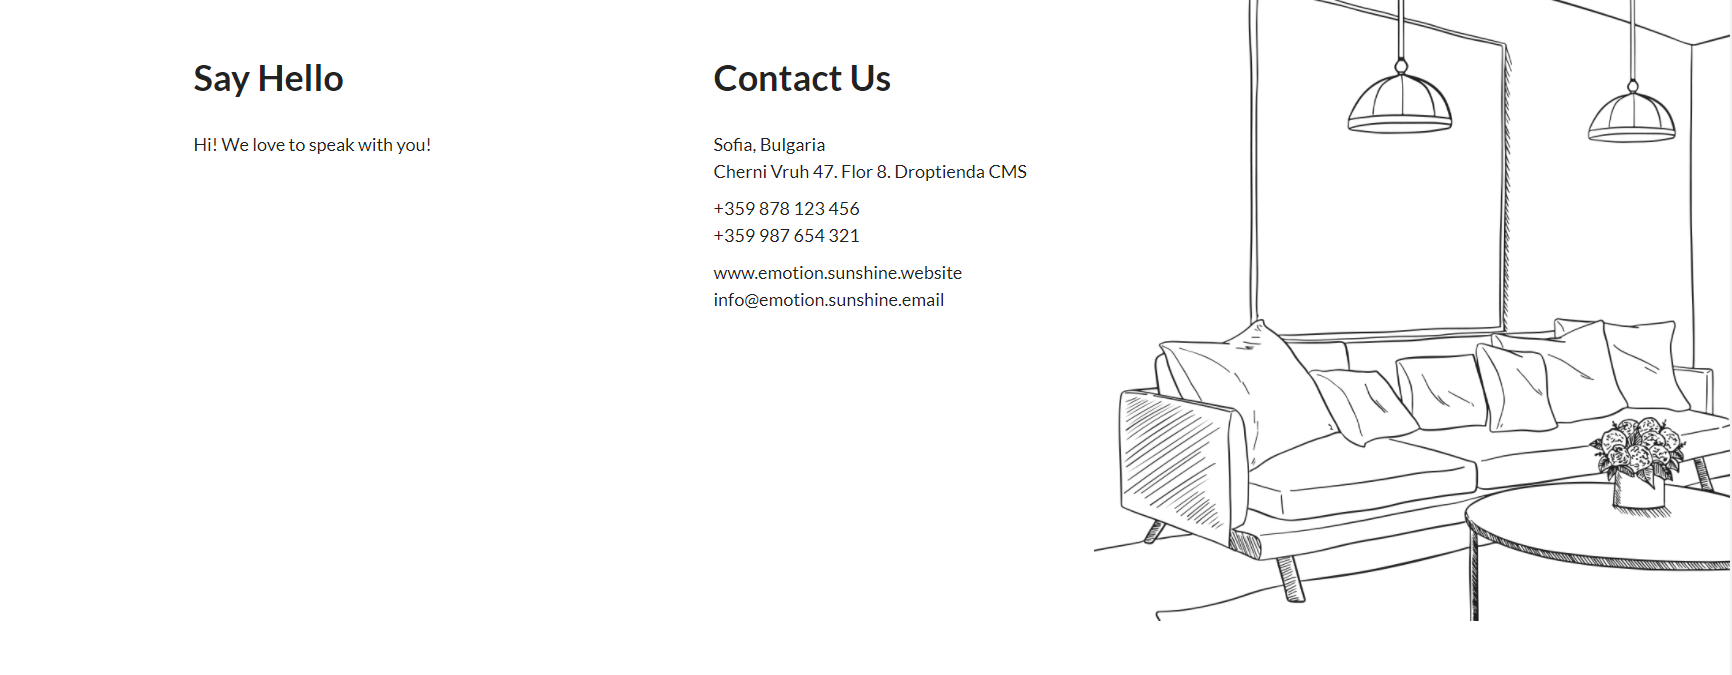 Say Hello
Hi! We love to speak with you!
Contact Us
Sofia, Bulgaria
Cherni Vruh 47. Flor 8. Droptienda CMS
+359 878 123 456
+359 987 654 321
www.emotion.sunshine.website
info@emotion.sunshine.email